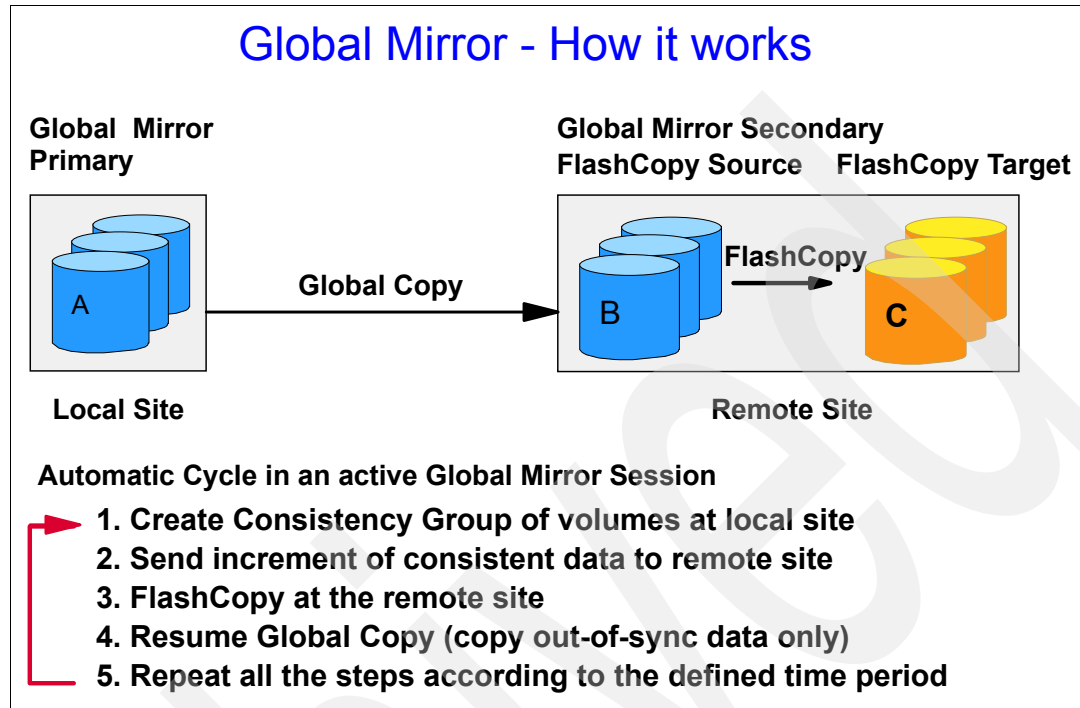 Global Mirror - How it works
Global Mirror
Primary
Global Mirror Secondary
FlashCopy Source FlashCopy Target
A
Global Copy
B
FlashCopy
C
Local Site
Remote Site
Automatic Cycle in an active Global Mirror Session
1. Create Consistency Group of volumes at local site
2. Send increment of consistent data to remote site
3. FlashCopy at the remote site
4. Resume Global Copy (copy out-of-sync data only)
5. Repeat all the steps according to the defined time period